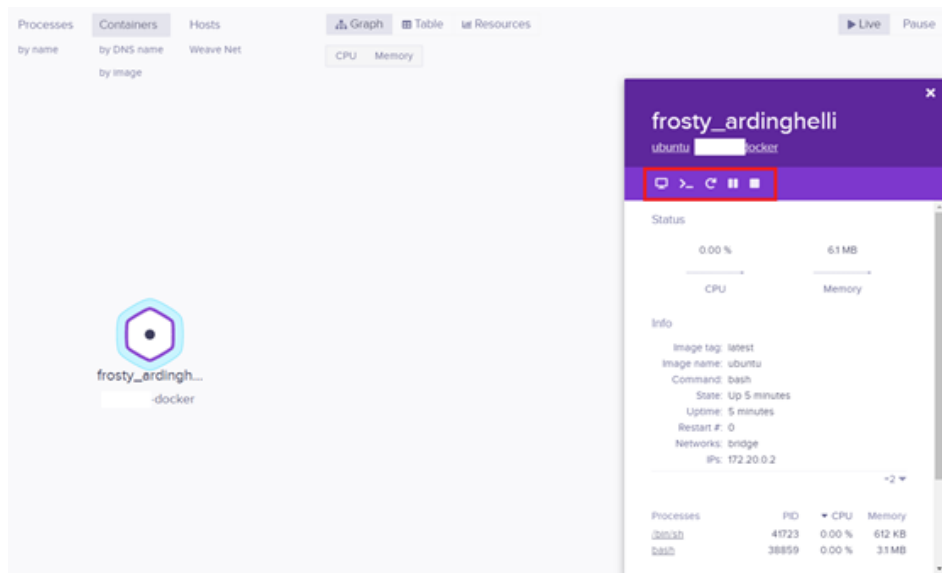 Processes Containers Hosts Graph Table Resources Live Pause
by name by DNS name Weave Net CPU Memory
by image
frosty_ardinghelli
ubuntu docker
Status
0.00 % 6.1 MB
CPU Memory
Info
Image tag: latest
Image name: ubuntu
Command: bash
State: Up 5 minutes
Uptime: 5 minutes
Restart #: 0
Networks: bridge
IPs: 172.20.0.2
+2
Processes PID CPU Memory
/bin/sh 41723 0.00 % 612 KB
bash 38859 0.00 % 3.1 MB
frosty_ardingh...
-docker